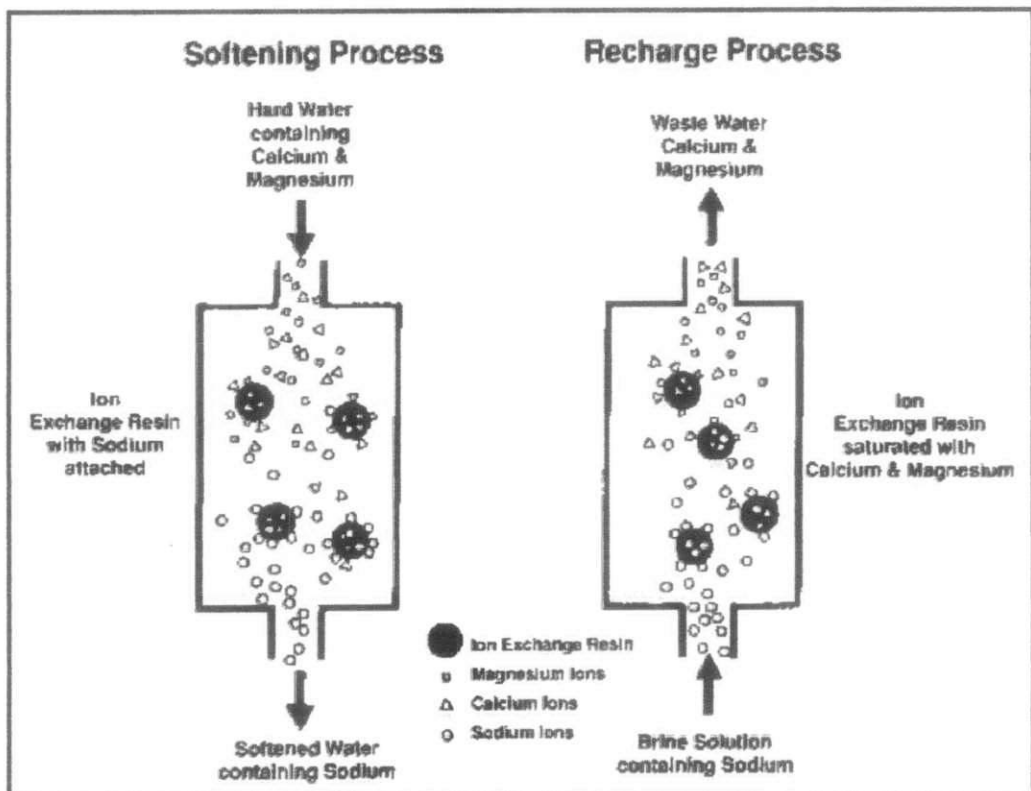 Softening Process
Hard Water
containing
Calcium &
Magnesium
Ion
Exchange Resin
with Sodium
attached
Softened Water
containing Sodium
Recharge Process
Waste Water
Calcium &
Magnesium
Ion
Exchange Resin
saturated with
Calcium & Magnesium
Brine Solution
containing Sodium
Ion Exchange Resin
Magnesium Ions
Calcium Ions
Sodium Ions